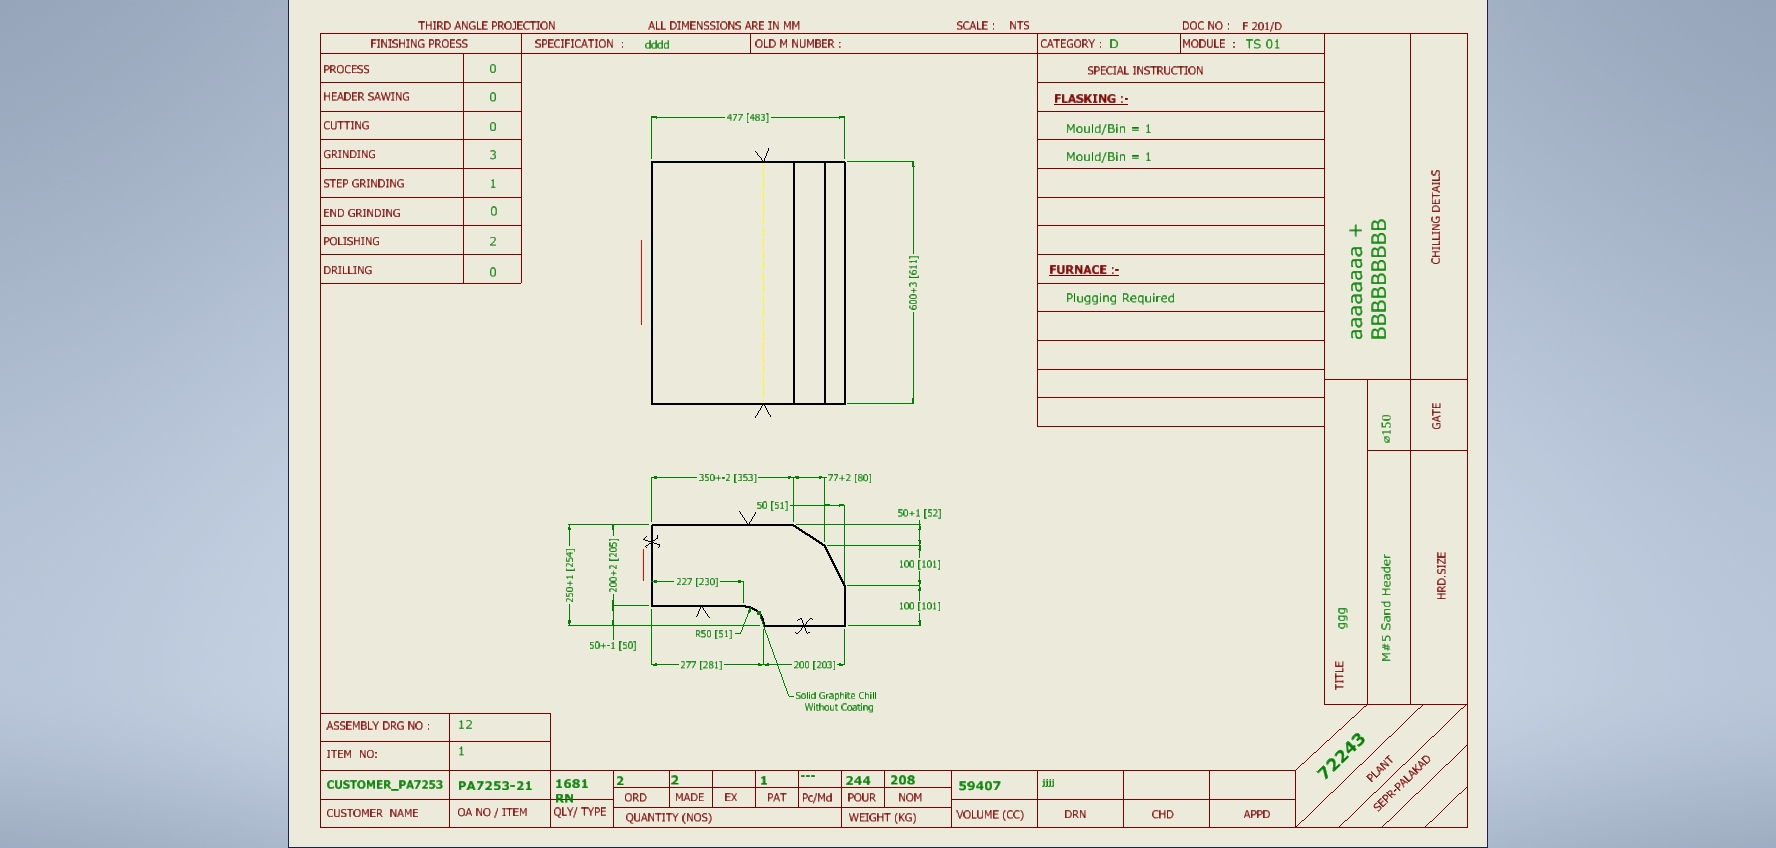 THIRD ANGLE PROJECTION ALL DIMENSSIONS ARE IN MM SCALE : NTS DOC NO : F 201/D
FINISHING PROESS SPECIFICATION : dddd OLD M NUMBER : CATEGORY : D MODULE : TS 01
PROCESS 0
HEADER SAWING 0
CUTTING 0
GRINDING 3
STEP GRINDING 1
END GRINDING 0
POLISHING 2
DRILLING 0
SPECIAL INSTRUCTION
FLASKING :-
Mould/Bin = 1
Mould/Bin = 1
FURNACE :-
Plugging Required
477 [483]
600+3 [611]
350+-2 [353]
77+2 [80]
50 [51]
50+1 [52]
100 [101]
100 [101]
250+1 [254]
200+2 [205]
227 [230]
R50 [51]
50+-1 [50]
277 [281]
200 [203]
Solid Graphite Chill
Without Coating
aaaaaaaa +
BBBBBBBBBB
CHILLING DETAILS
ø150
GATE
TITLE ggg
M#5 Sand Header
HRD.SIZE
72243
PLANT
SEPR-PALAKAD
ASSEMBLY DRG NO : 12
ITEM NO: 1
CUSTOMER_PA7253 PA7253-21 1681
RN
2 2 1 --- 244 208 59407 jjjj
ORD MADE EX PAT Pc/Md POUR NOM
CUSTOMER NAME OA NO / ITEM QLY/ TYPE QUANTITY (NOS) WEIGHT (KG) VOLUME (CC) DRN CHD APPD